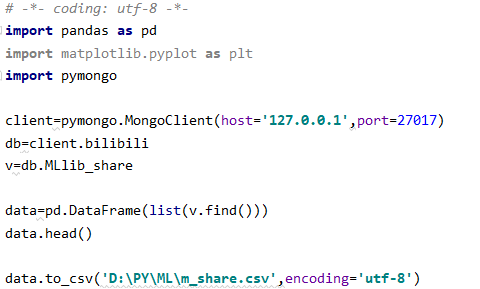 # -*- coding: utf-8 -*-
import pandas as pd
import matplotlib.pyplot as plt
import pymongo
client=pymongo.MongoClient(host='127.0.0.1',port=27017)
db=client.bilibili
v=db.MLlib_share
data=pd.DataFrame(list(v.find()))
data.head()
data.to_csv('D:\PY\ML\m_share.csv',encoding='utf-8')